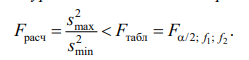 F_расч = s²_max / s²_min < F_табл = F_α/2; f₁; f₂.